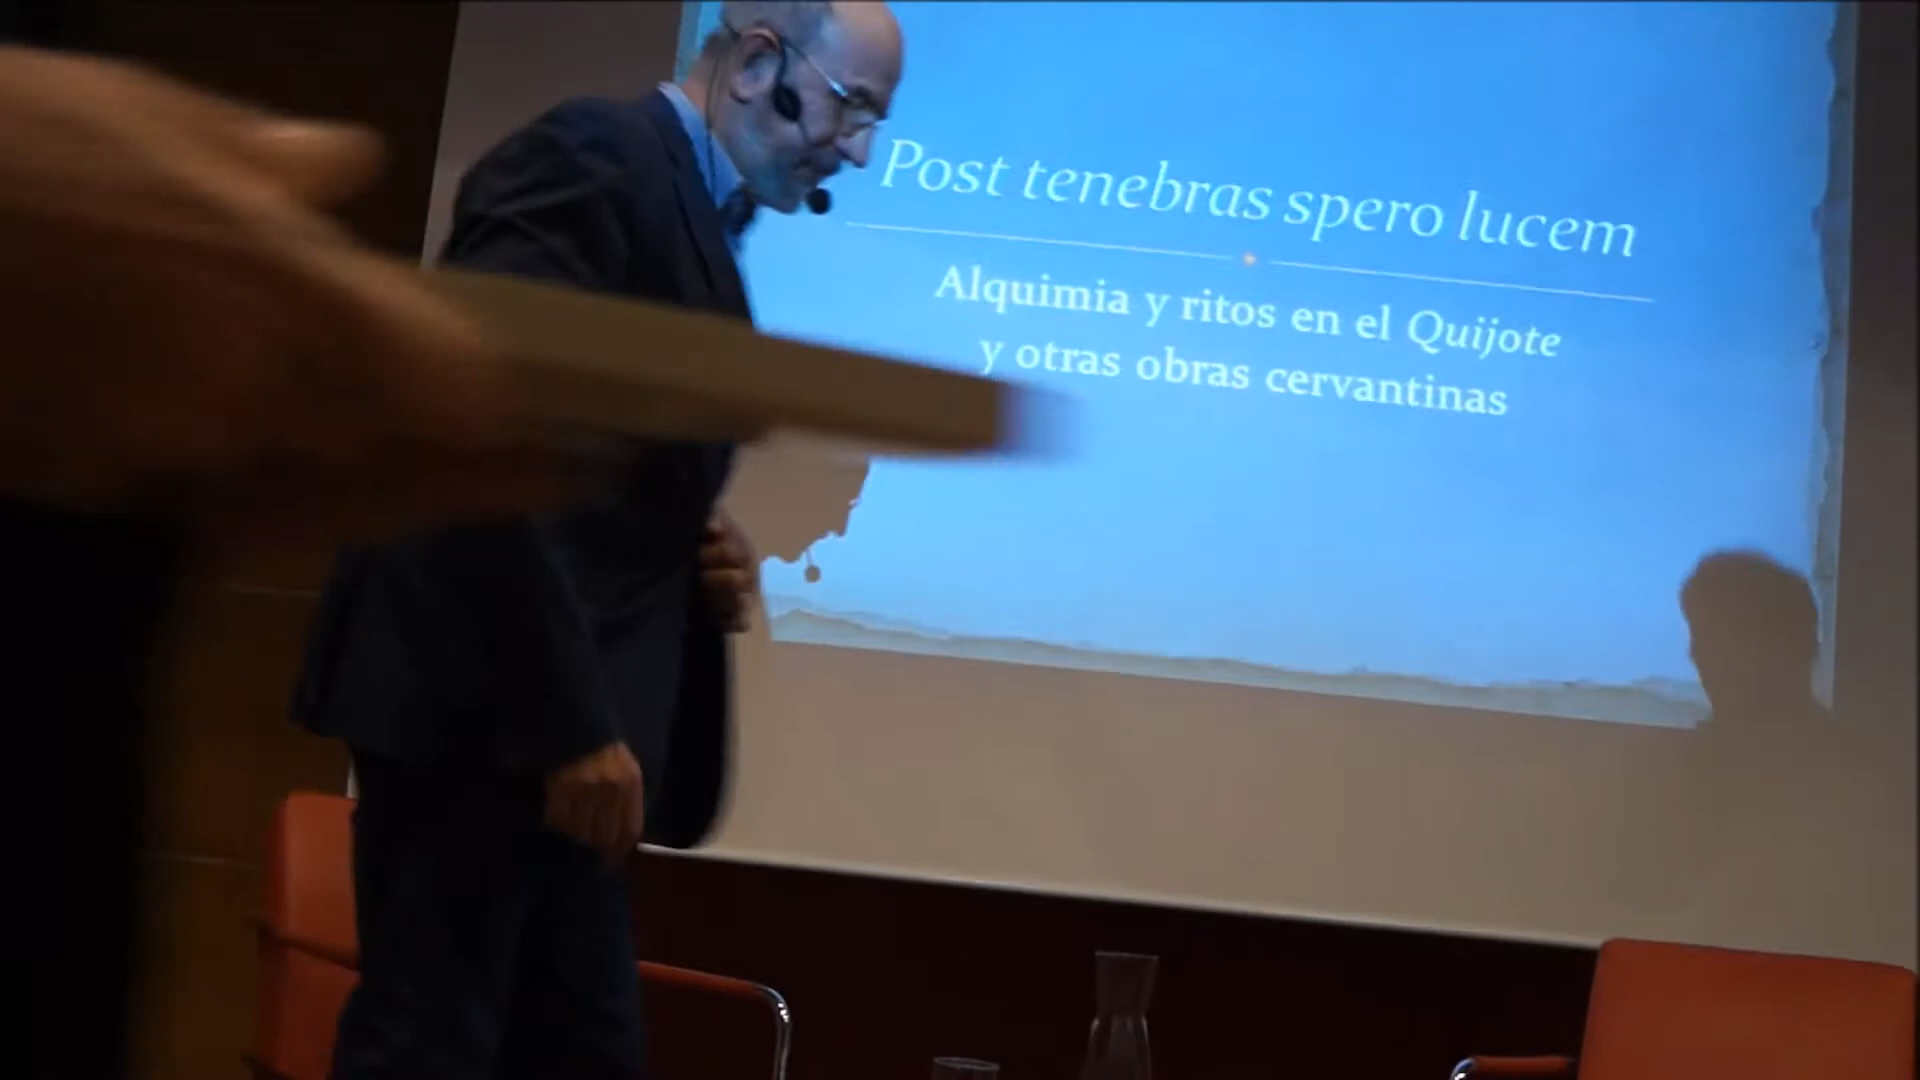 Post tenebras spero lucem
Alquimia y ritos en el Quijote
y otras obras cervantinas